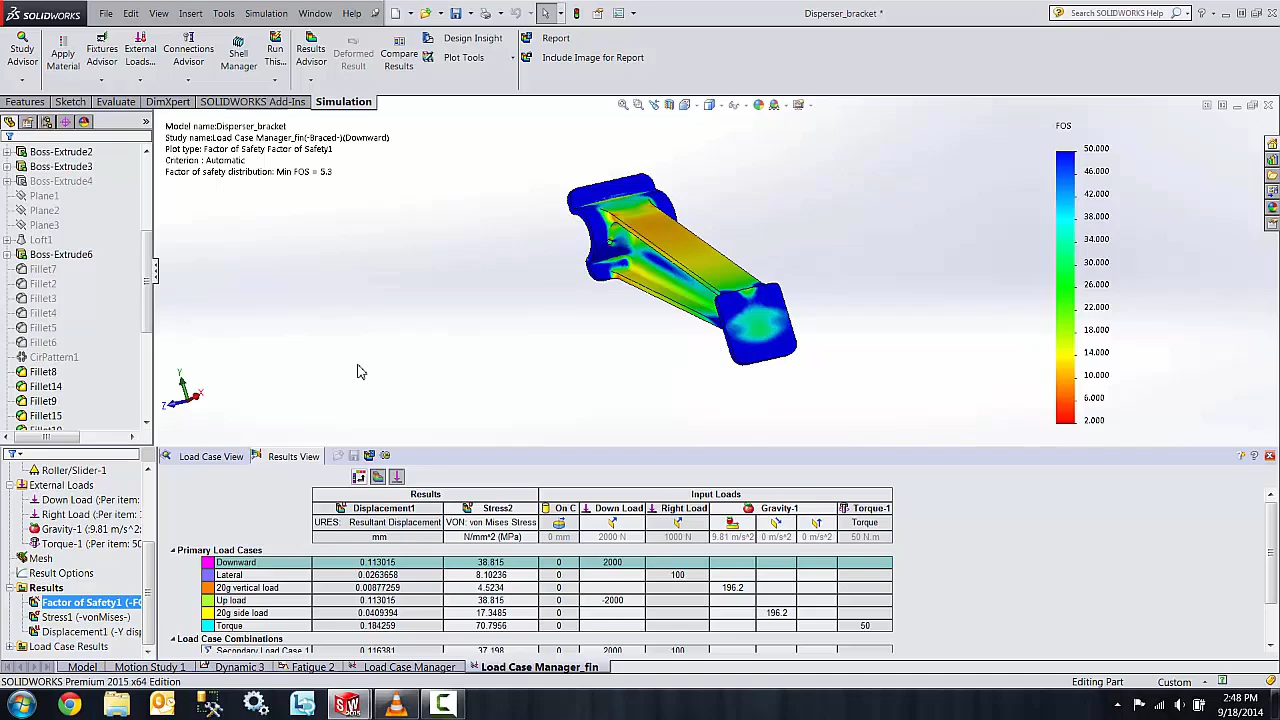 SOLIDWORKS
File
Edit
View
Insert
Tools
Simulation
Window
Help
Disperser_bracket *
Search SOLIDWORKS Help
Study
Advisor
Apply
Material
Fixtures
Advisor
External
Loads...
Connections
Advisor
Shell
Manager
Run
This...
Results
Advisor
Deformed
Result
Compare
Results
Design Insight
Plot Tools
Report
Include Image for Report
Features
Sketch
Evaluate
DimXpert
SOLIDWORKS Add-Ins
Simulation
Boss-Extrude2
Boss-Extrude3
Boss-Extrude4
Plane1
Plane2
Plane3
Loft1
Boss-Extrude6
Fillet7
Fillet2
Fillet3
Fillet4
Fillet5
Fillet6
CirPattern1
Fillet8
Fillet14
Fillet9
Fillet15
Model name:Disperser_bracket
Study name:Load Case Manager_fin(-Braced-)(Downward)
Plot type: Factor of Safety Factor of Safety1
Criterion : Automatic
Factor of safety distribution: Min FOS = 5.3
Y
X
Z
FOS
50.000
46.000
42.000
38.000
34.000
30.000
26.000
22.000
18.000
14.000
10.000
6.000
2.000
Roller/Slider-1
External Loads
Down Load (:Per item:
Right Load (:Per item:
Gravity-1 (:9.81 m/s^2:
Torque-1 (:Per item: 50
Mesh
Result Options
Results
Factor of Safety1 (-FO
Stress1 (-vonMises-)
Displacement1 (-Y disp
Load Case Results
Load Case View
Results View
Results Input Loads
Displacement1 Stress2 On C Down Load Right Load Gravity-1 Torque-1
URES: Resultant Displacement VON: von Mises Stress Torque
mm N/mm^2 (MPa) 0 mm 2000 N 1000 N 9.81 m/s^2 0 m/s^2 0 m/s^2 50 N.m
Primary Load Cases
Downward 0.113015 38.815 0 2000
Lateral 0.0263658 8.10236 0 100
20g vertical load 0.00877259 4.5234 0 196.2
Up load 0.113015 38.815 0 -2000
20g side load 0.0409394 17.3485 0 196.2
Torque 0.184259 70.7956 0 50
Load Case Combinations
Secondary Load Case 1 0.116381 37.198 0 2000 100
Model
Motion Study 1
Dynamic 3
Fatigue 2
Load Case Manager
Load Case Manager_fin
SOLIDWORKS Premium 2015 x64 Edition
Editing Part
Custom
2:48 PM
9/18/2014